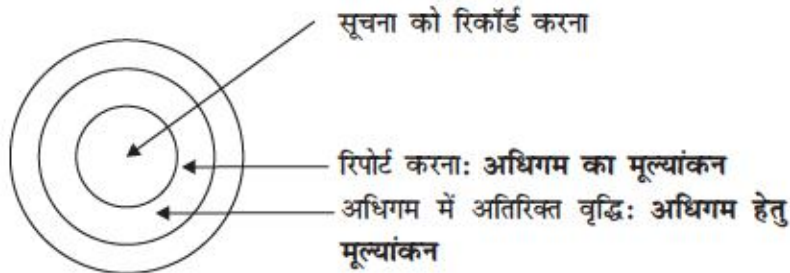 सूचना को रिकॉर्ड करना
रिपोर्ट करना: अधिगम का मूल्यांकन
अधिगम में अतिरिक्त वृद्धि: अधिगम हेतु
मूल्यांकन